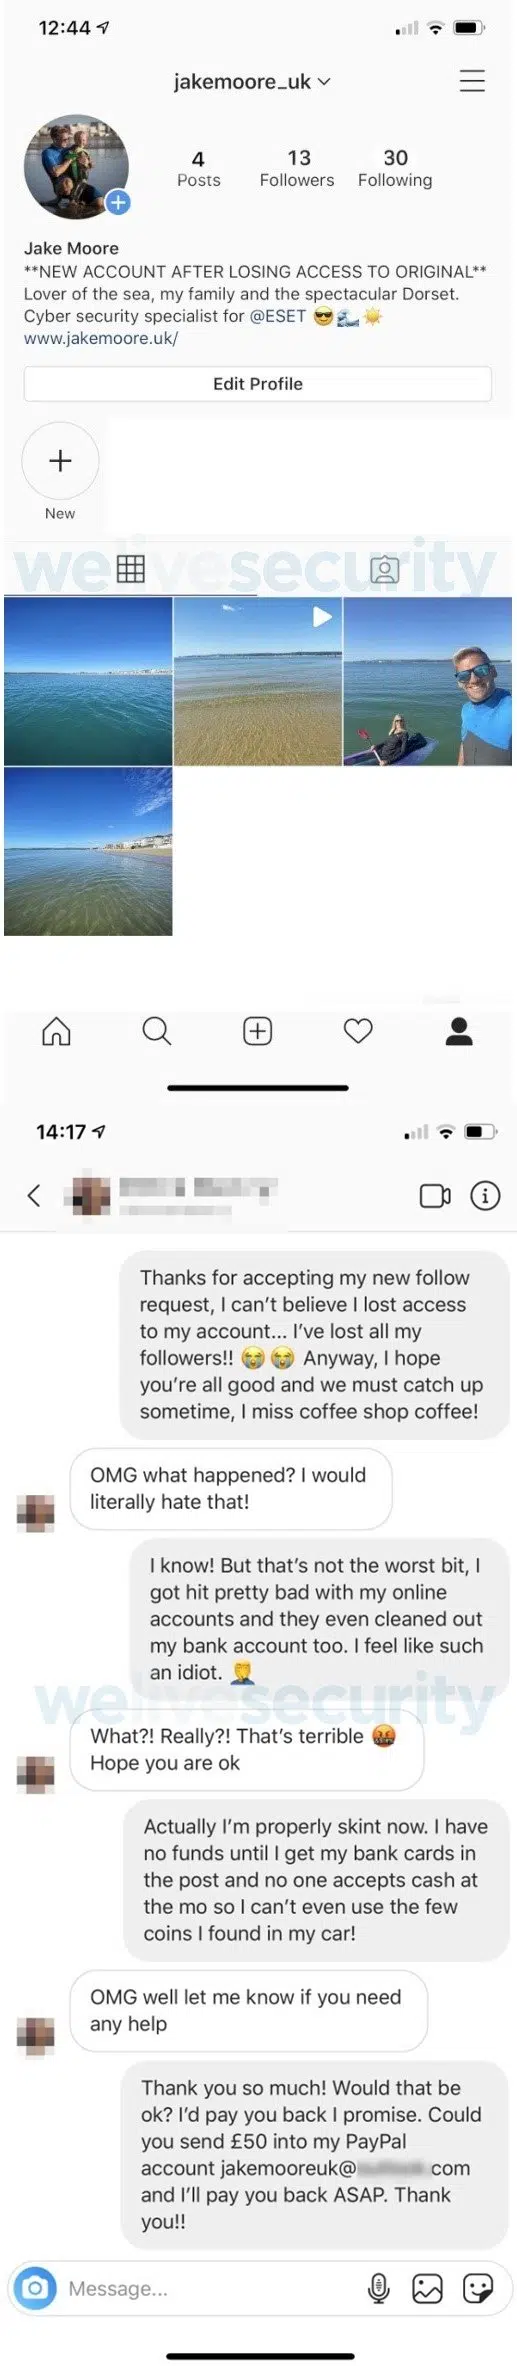 12:44
jakemoore_uk
4 13 30
Posts Followers Following
Jake Moore
**NEW ACCOUNT AFTER LOSING ACCESS TO ORIGINAL**
Lover of the sea, my family and the spectacular Dorset.
Cyber security specialist for @ESET 😎🌊☀️
www.jakemoore.uk/
Edit Profile
New
welivesecurity
14:17
Thanks for accepting my new follow
request, I can't believe I lost access
to my account... I've lost all my
followers!! 😭😭 Anyway, I hope
you're all good and we must catch up
sometime, I miss coffee shop coffee!
OMG what happened? I would
literally hate that!
I know! But that's not the worst bit, I
got hit pretty bad with my online
accounts and they even cleaned out
my bank account too. I feel like such
an idiot. 🤦
welivesecurity
What?! Really?! That's terrible 🤬
Hope you are ok
Actually I'm properly skint now. I have
no funds until I get my bank cards in
the post and no one accepts cash at
the mo so I can't even use the few
coins I found in my car!
OMG well let me know if you need
any help
Thank you so much! Would that be
ok? I'd pay you back I promise. Could
you send £50 into my PayPal
account jakemooreuk@ .com
and I'll pay you back ASAP. Thank
you!!
Message...